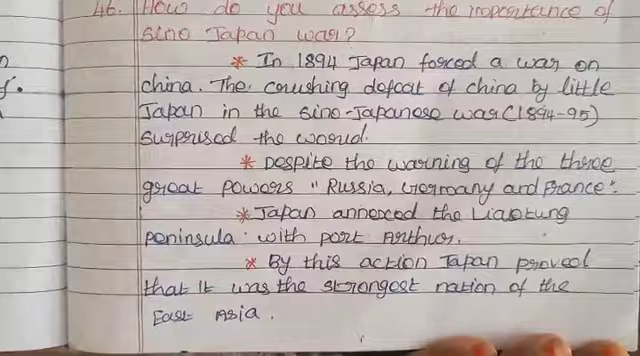 46. How do you assess the importance of
Sino Japan war?
* In 1894 Japan forced a war on
china. The crushing defeat of china by little
Japan in the sino-Japanese war (1894-95)
surprised the world.
* Despite the warning of the three
great powers "Russia, Germany and France".
* Japan annexed the Liaotung
peninsula with port Arthur.
* By this action Japan proved
that it was the strongest nation of the
East Asia.